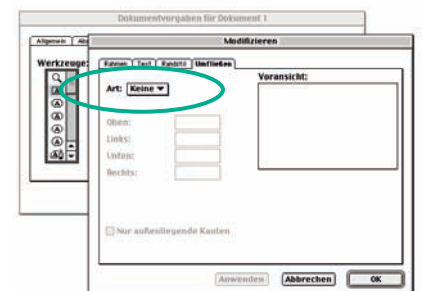 Dokumentvorgaben für Dokument 1
Allgemein
Modifizieren
Werkzeuge:
Rahmen Text Randstil Umfließen
Art: Keine
Voransicht:
Oben:
Links:
Unten:
Rechts:
Nur außenliegende Kanten
Anwenden Abbrechen OK